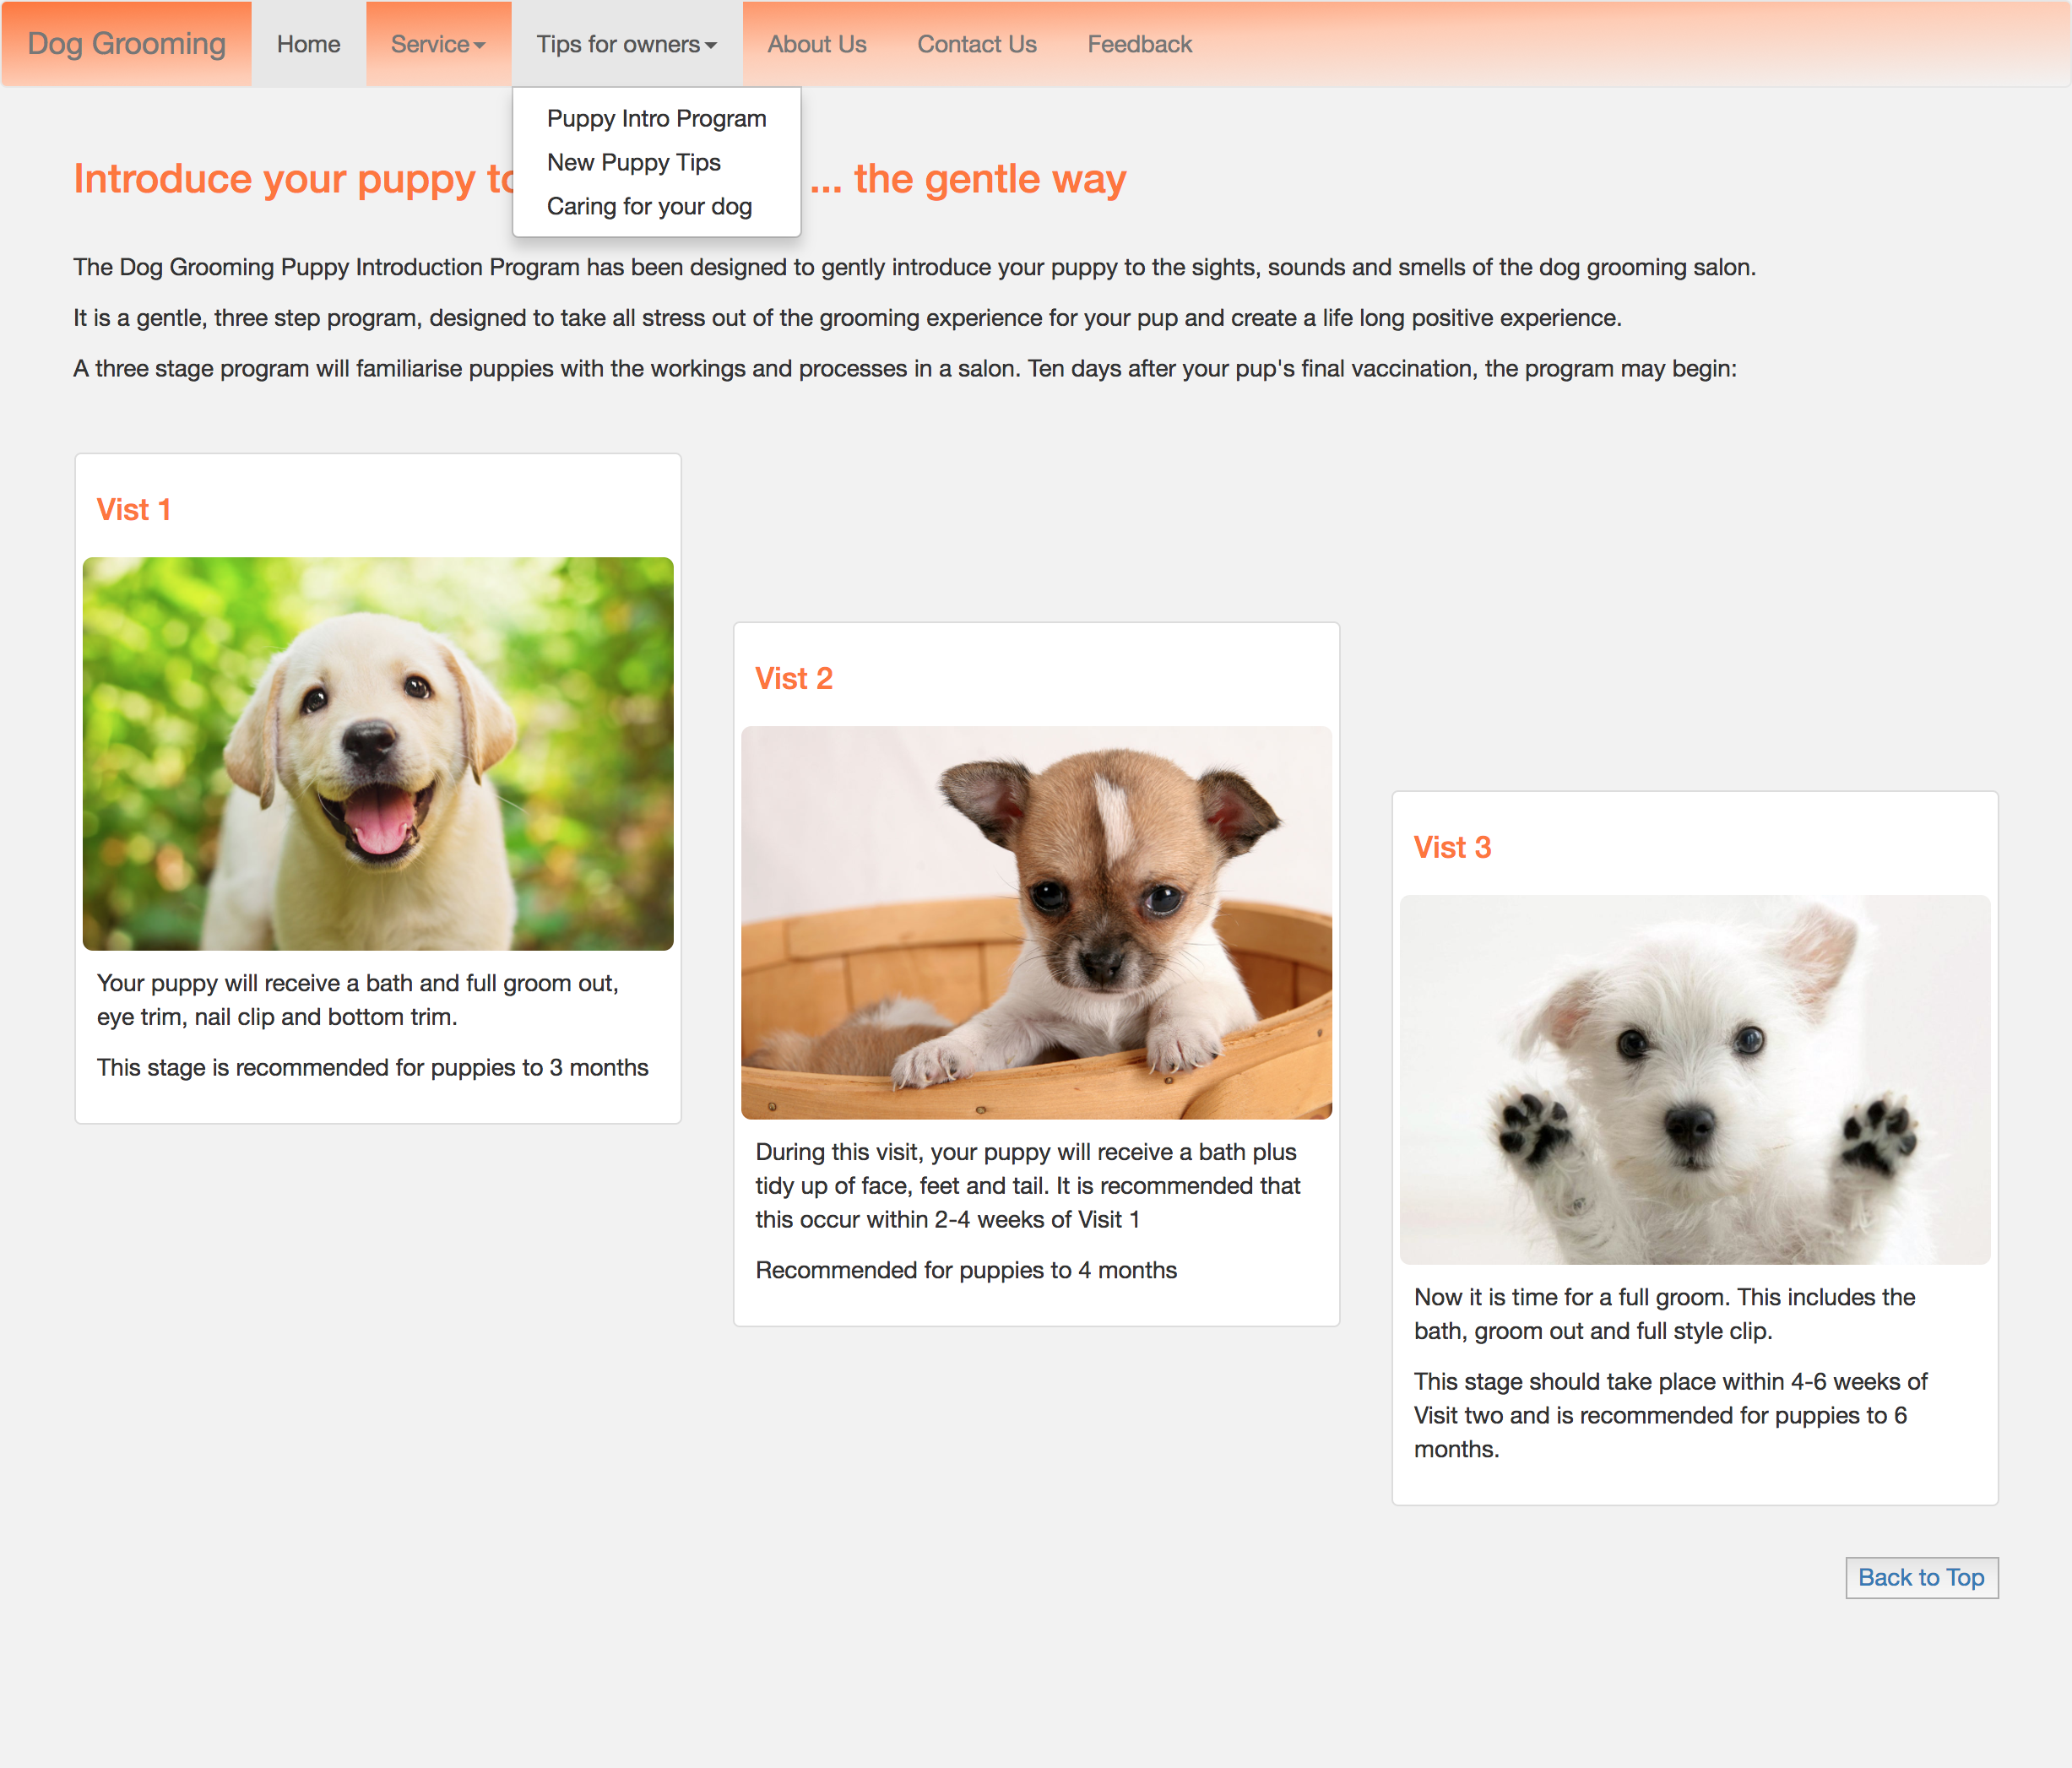 Dog Grooming Home Service Tips for owners About Us Contact Us Feedback
Puppy Intro Program
New Puppy Tips
Caring for your dog
Introduce your puppy to ... the gentle way
The Dog Grooming Puppy Introduction Program has been designed to gently introduce your puppy to the sights, sounds and smells of the dog grooming salon.
It is a gentle, three step program, designed to take all stress out of the grooming experience for your pup and create a life long positive experience.
A three stage program will familiarise puppies with the workings and processes in a salon. Ten days after your pup's final vaccination, the program may begin:
Vist 1
Your puppy will receive a bath and full groom out,
eye trim, nail clip and bottom trim.
This stage is recommended for puppies to 3 months
Vist 2
During this visit, your puppy will receive a bath plus
tidy up of face, feet and tail. It is recommended that
this occur within 2-4 weeks of Visit 1
Recommended for puppies to 4 months
Vist 3
Now it is time for a full groom. This includes the
bath, groom out and full style clip.
This stage should take place within 4-6 weeks of
Visit two and is recommended for puppies to 6
months.
Back to Top